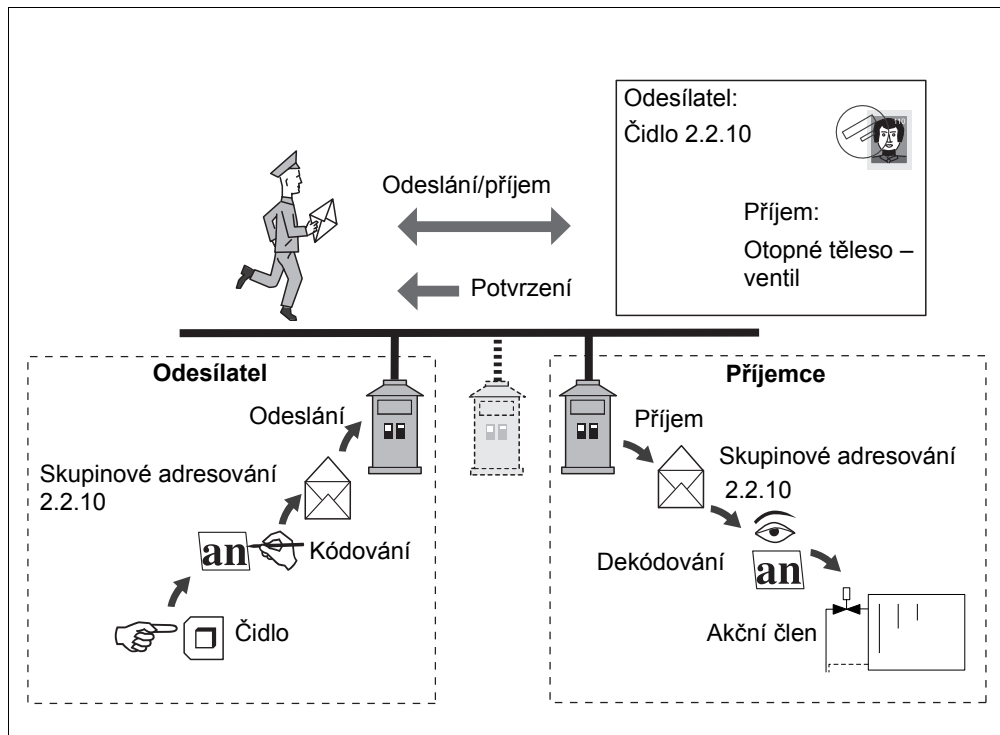 Odesílatel:
Čidlo 2.2.10
110
Příjem:
Otopné těleso –
ventil
Odeslání/příjem
Potvrzení
Odesílatel
Odeslání
Skupinové adresování
2.2.10
an
Kódování
Čidlo
Příjemce
Příjem
Skupinové adresování
2.2.10
Dekódování
an
Akční člen